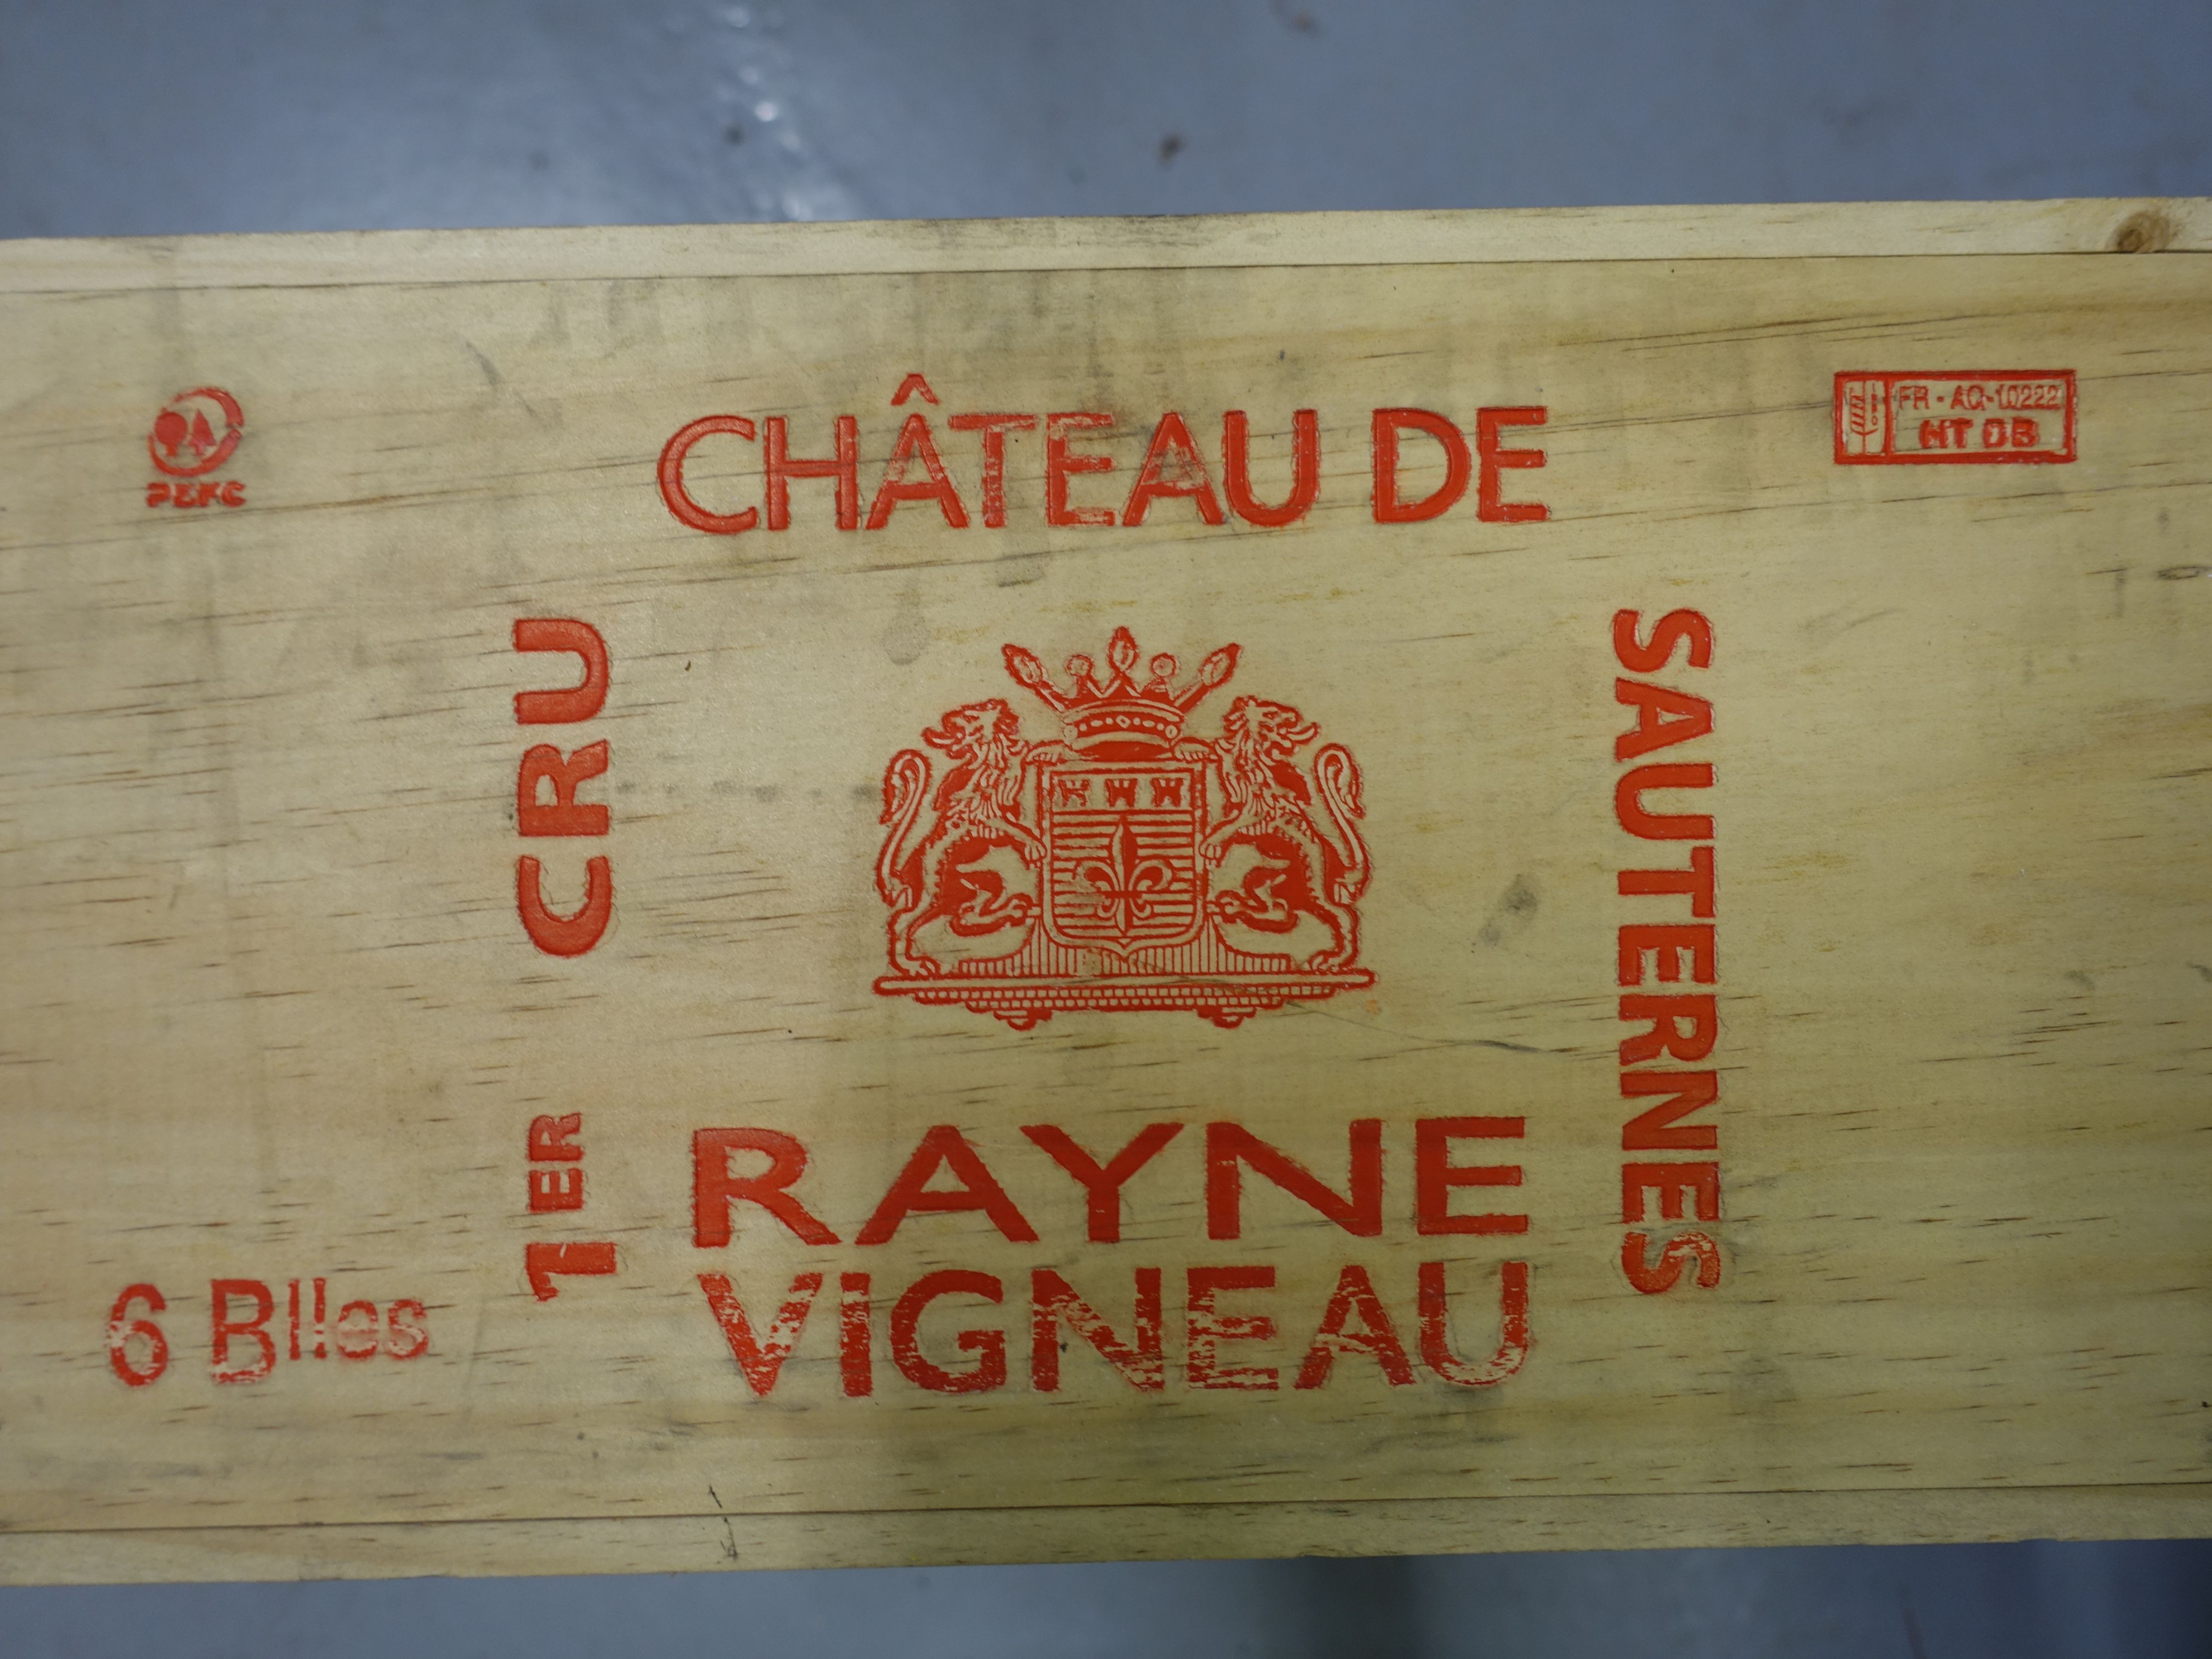 PEFC
CHÂTEAU DE
FR - AQ-10222
HT DB
1ER CRU
SAUTERNES
RAYNE
VIGNEAU
6 Blles